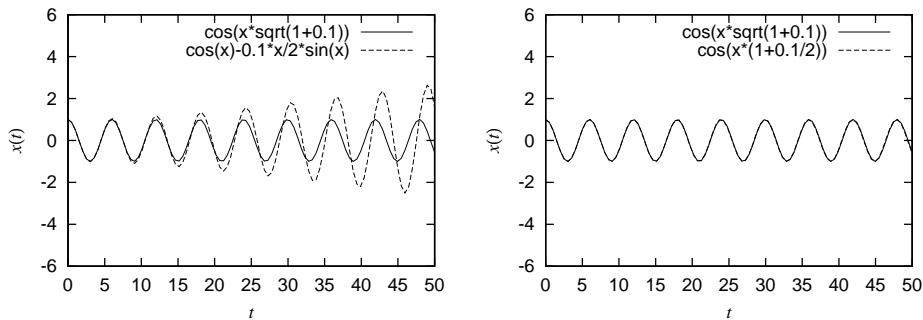 cos(x*sqrt(1+0.1))
cos(x)-0.1*x/2*sin(x)
6
4
2
0
-2
-4
-6
x(t)
0 5 10 15 20 25 30 35 40 45 50
t
cos(x*sqrt(1+0.1))
cos(x*(1+0.1/2))
6
4
2
0
-2
-4
-6
x(t)
0 5 10 15 20 25 30 35 40 45 50
t